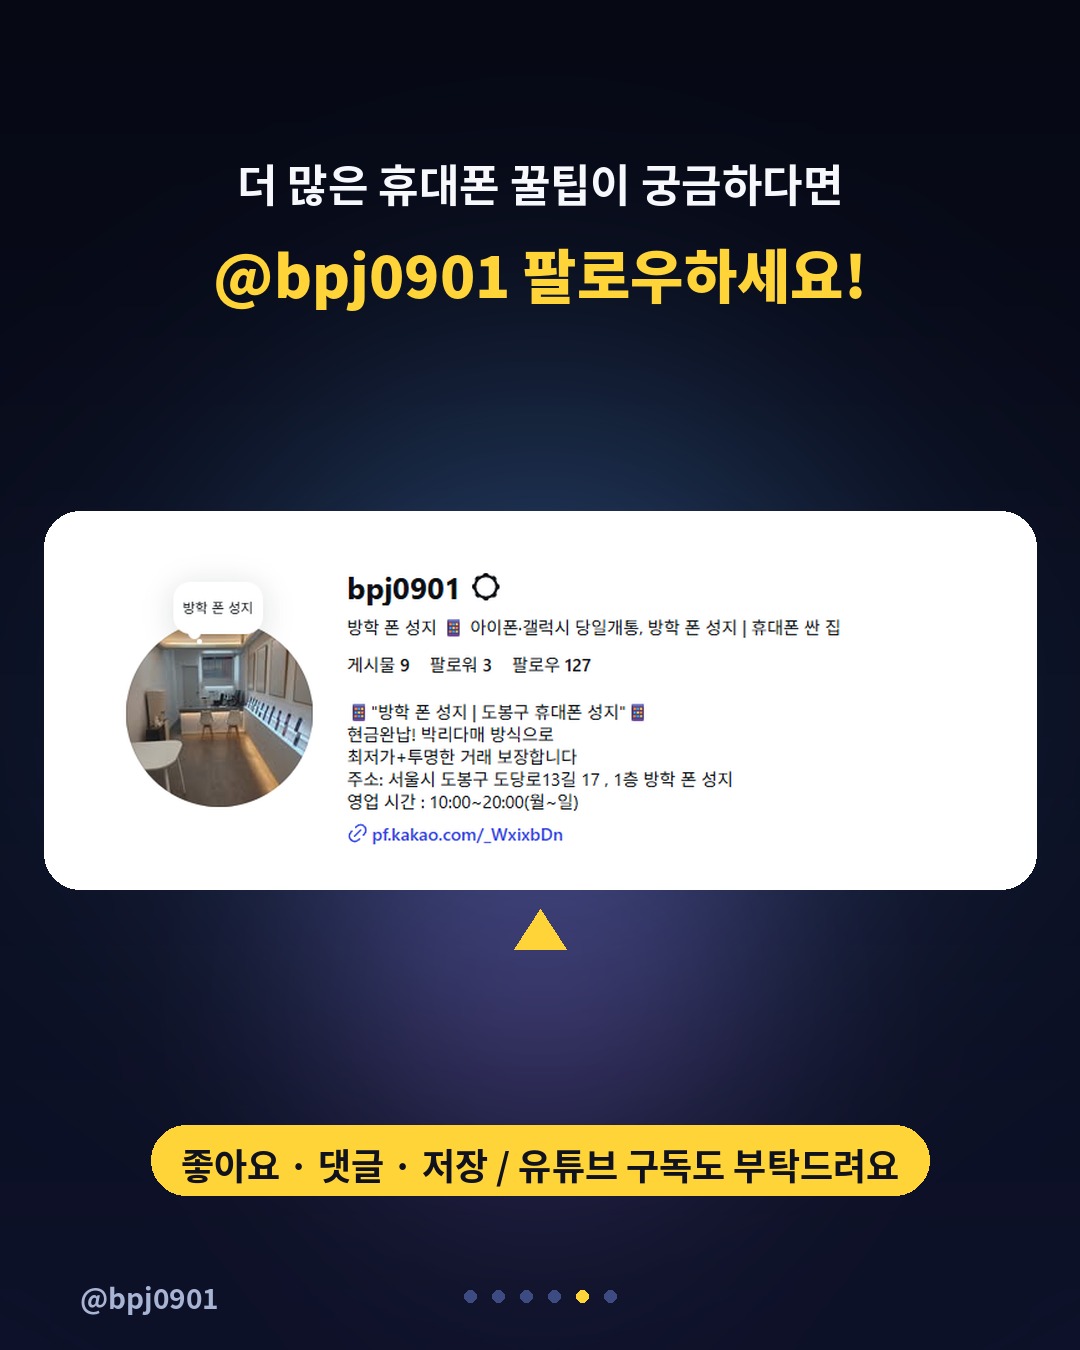 더 많은 휴대폰 꿀팁이 궁금하다면
@bpj0901 팔로우하세요!
방학 폰 성지
bpj0901
방학 폰 성지 📱 아이폰·갤럭시 당일개통, 방학 폰 성지 | 휴대폰 싼 집
게시물 9 팔로워 3 팔로우 127
📱 "방학 폰 성지 | 도봉구 휴대폰 성지" 📱
현금완납! 박리다매 방식으로
최저가+투명한 거래 보장합니다
주소: 서울시 도봉구 도당로13길 17 , 1층 방학 폰 성지
영업 시간 : 10:00~20:00(월~일)
pf.kakao.com/_WxixbDn
좋아요 · 댓글 · 저장 / 유튜브 구독도 부탁드려요
@bpj0901